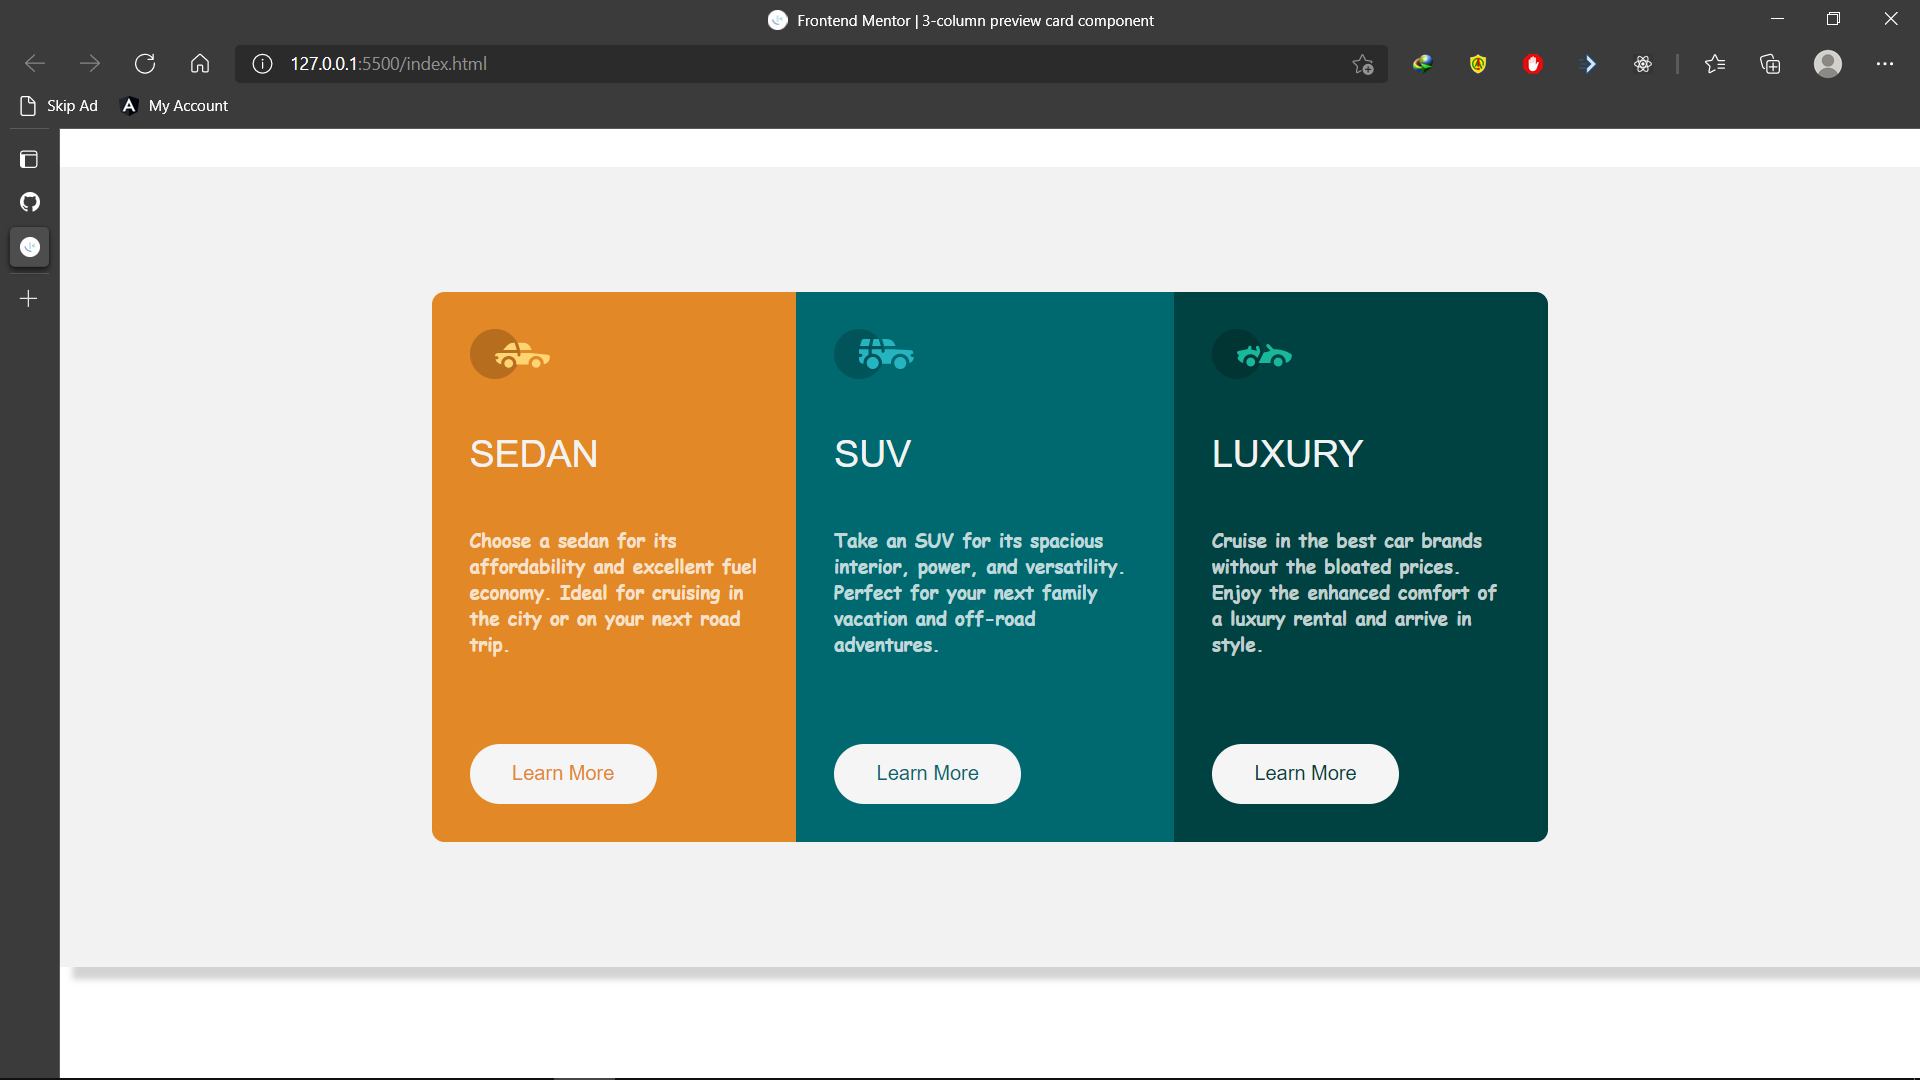 Frontend Mentor | 3-column preview card component
127.0.0.1:5500/index.html
Skip Ad
My Account
SEDAN
Choose a sedan for its
affordability and excellent fuel
economy. Ideal for cruising in
the city or on your next road
trip.
Learn More
SUV
Take an SUV for its spacious
interior, power, and versatility.
Perfect for your next family
vacation and off-road
adventures.
Learn More
LUXURY
Cruise in the best car brands
without the bloated prices.
Enjoy the enhanced comfort of
a luxury rental and arrive in
style.
Learn More